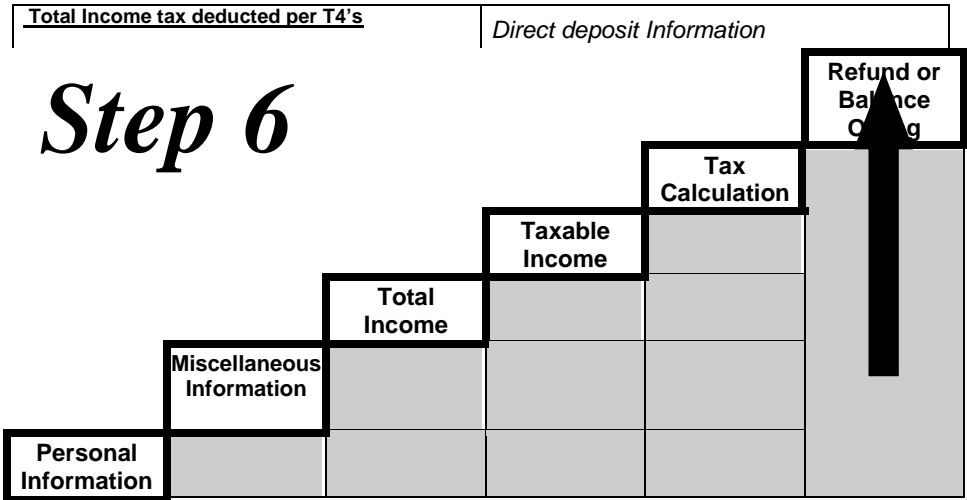 Total Income tax deducted per T4's
Direct deposit Information
Step 6
Refund or
Tax
Calculation
Taxable
Income
Total
Income
Miscellaneous
Information
Personal
Information